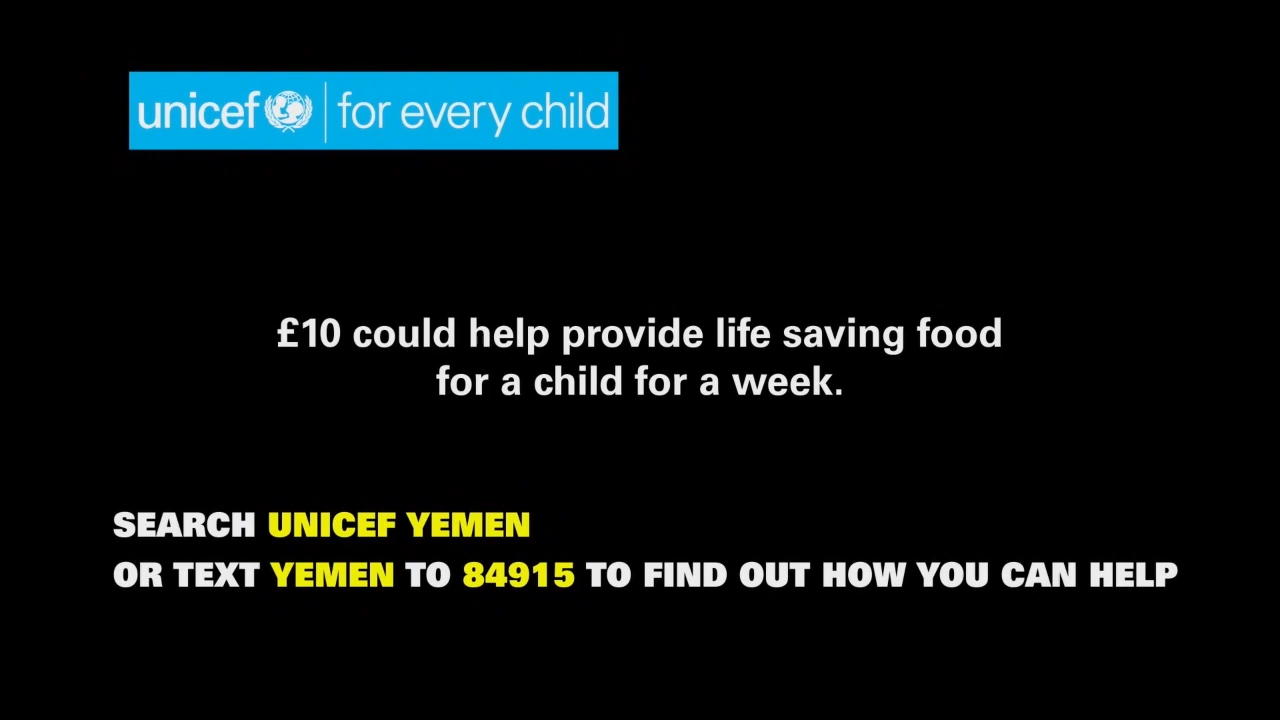 unicef for every child
£10 could help provide life saving food
for a child for a week.
SEARCH UNICEF YEMEN
OR TEXT YEMEN TO 84915 TO FIND OUT HOW YOU CAN HELP